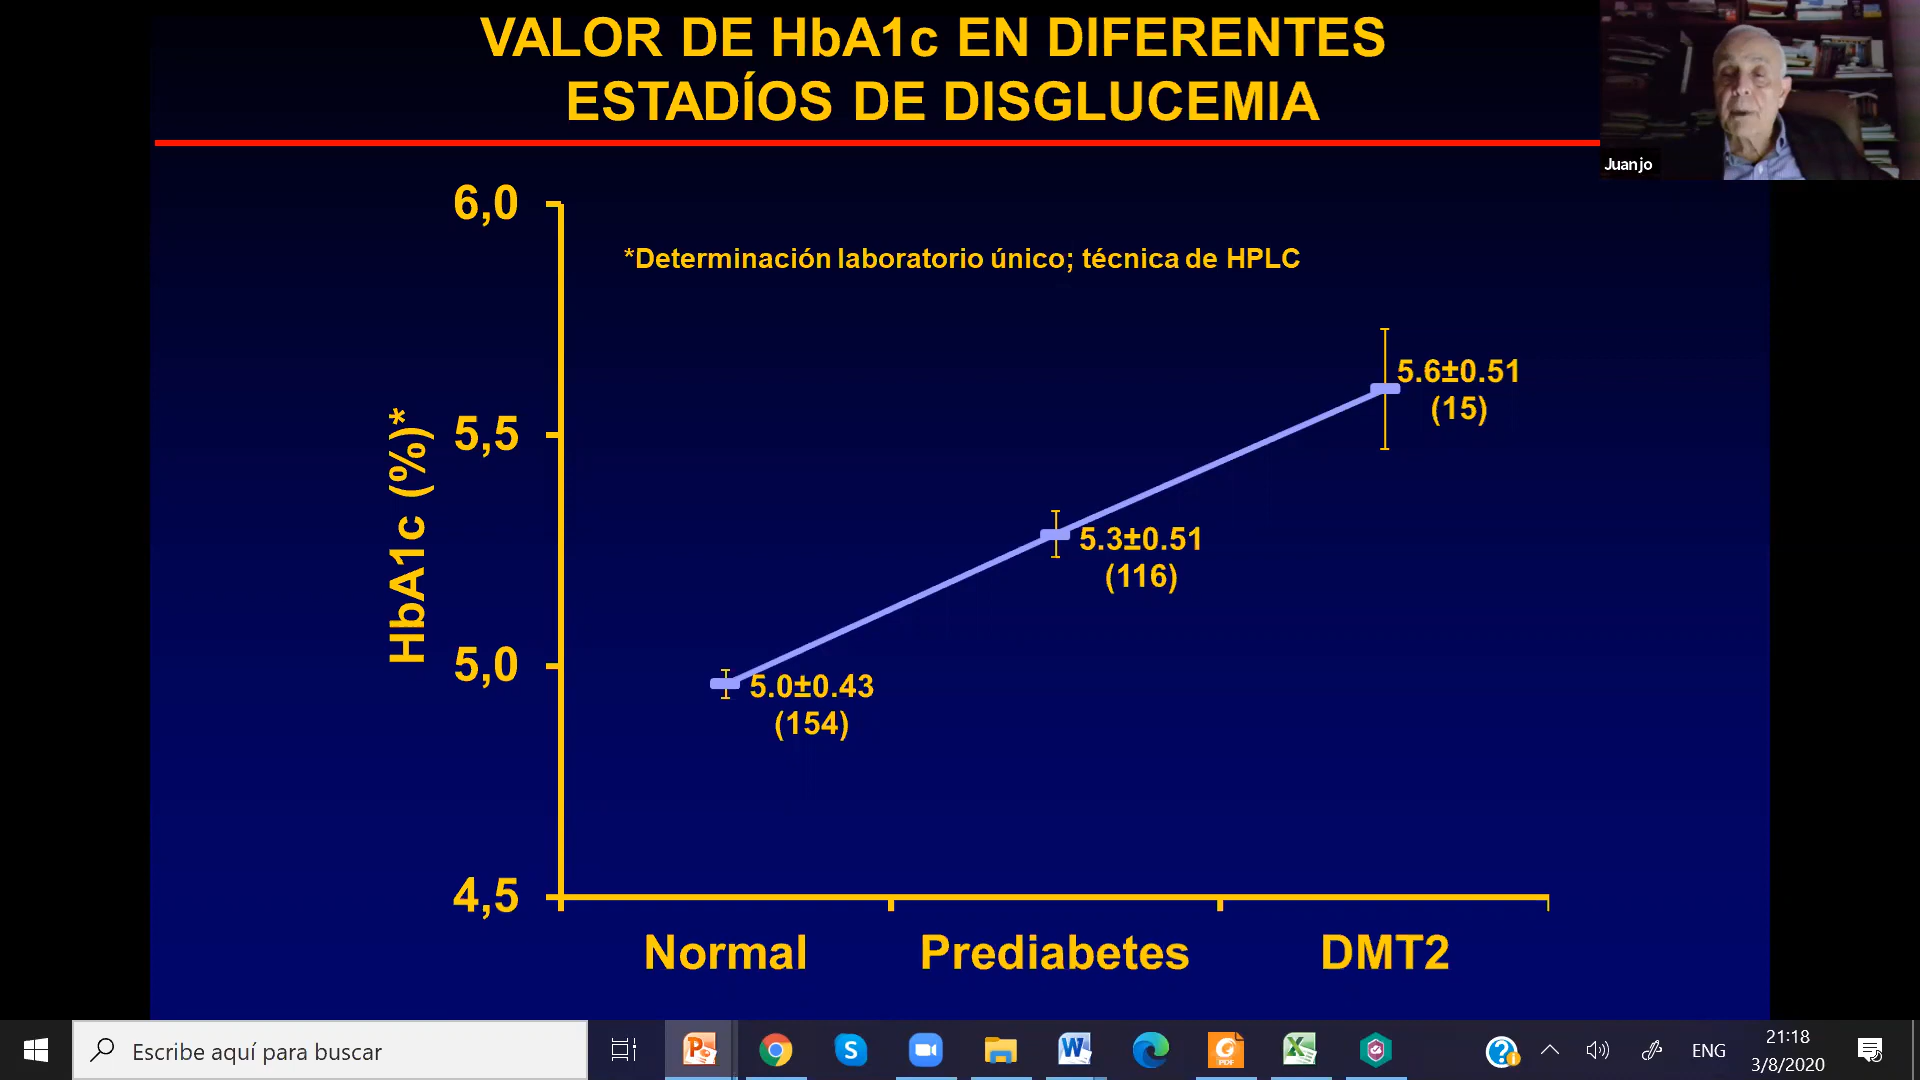 VALOR DE HbA1c EN DIFERENTES
ESTADÍOS DE DISGLUCEMIA
Juanjo
6,0
*Determinación laboratorio único; técnica de HPLC
5.6±0.51
(15)
HbA1c (%)*
5,5
5.3±0.51
(116)
5,0
5.0±0.43
(154)
4,5
Normal
Prediabetes
DMT2
Escribe aquí para buscar
PDF
ENG
21:18
3/8/2020